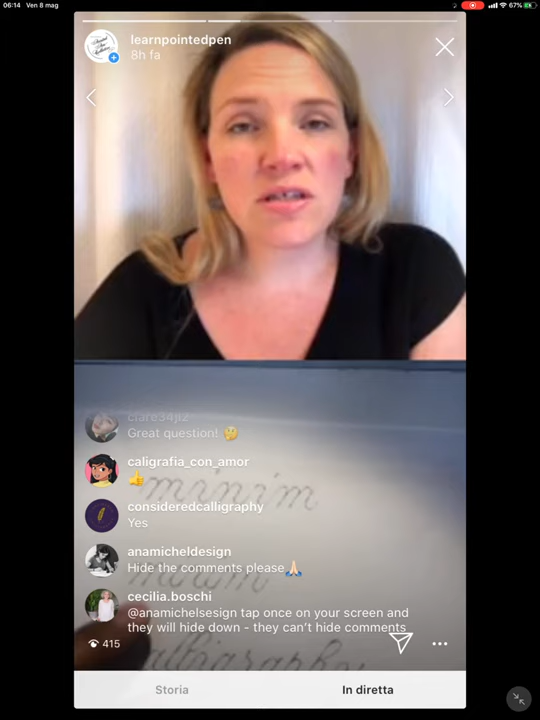 06:14 Ven 8 mag
67%
learnpointedpen
8h fa
clare34jl2
Great question! 🤔
caligrafia_con_amor
👍
minim
consideredcalligraphy
Yes
anamicheldesign
Hide the comments please🙏🏻
cecilia.boschi
@anamichelsesign tap once on your screen and
they will hide down - they can't hide comments
415
Storia
In diretta